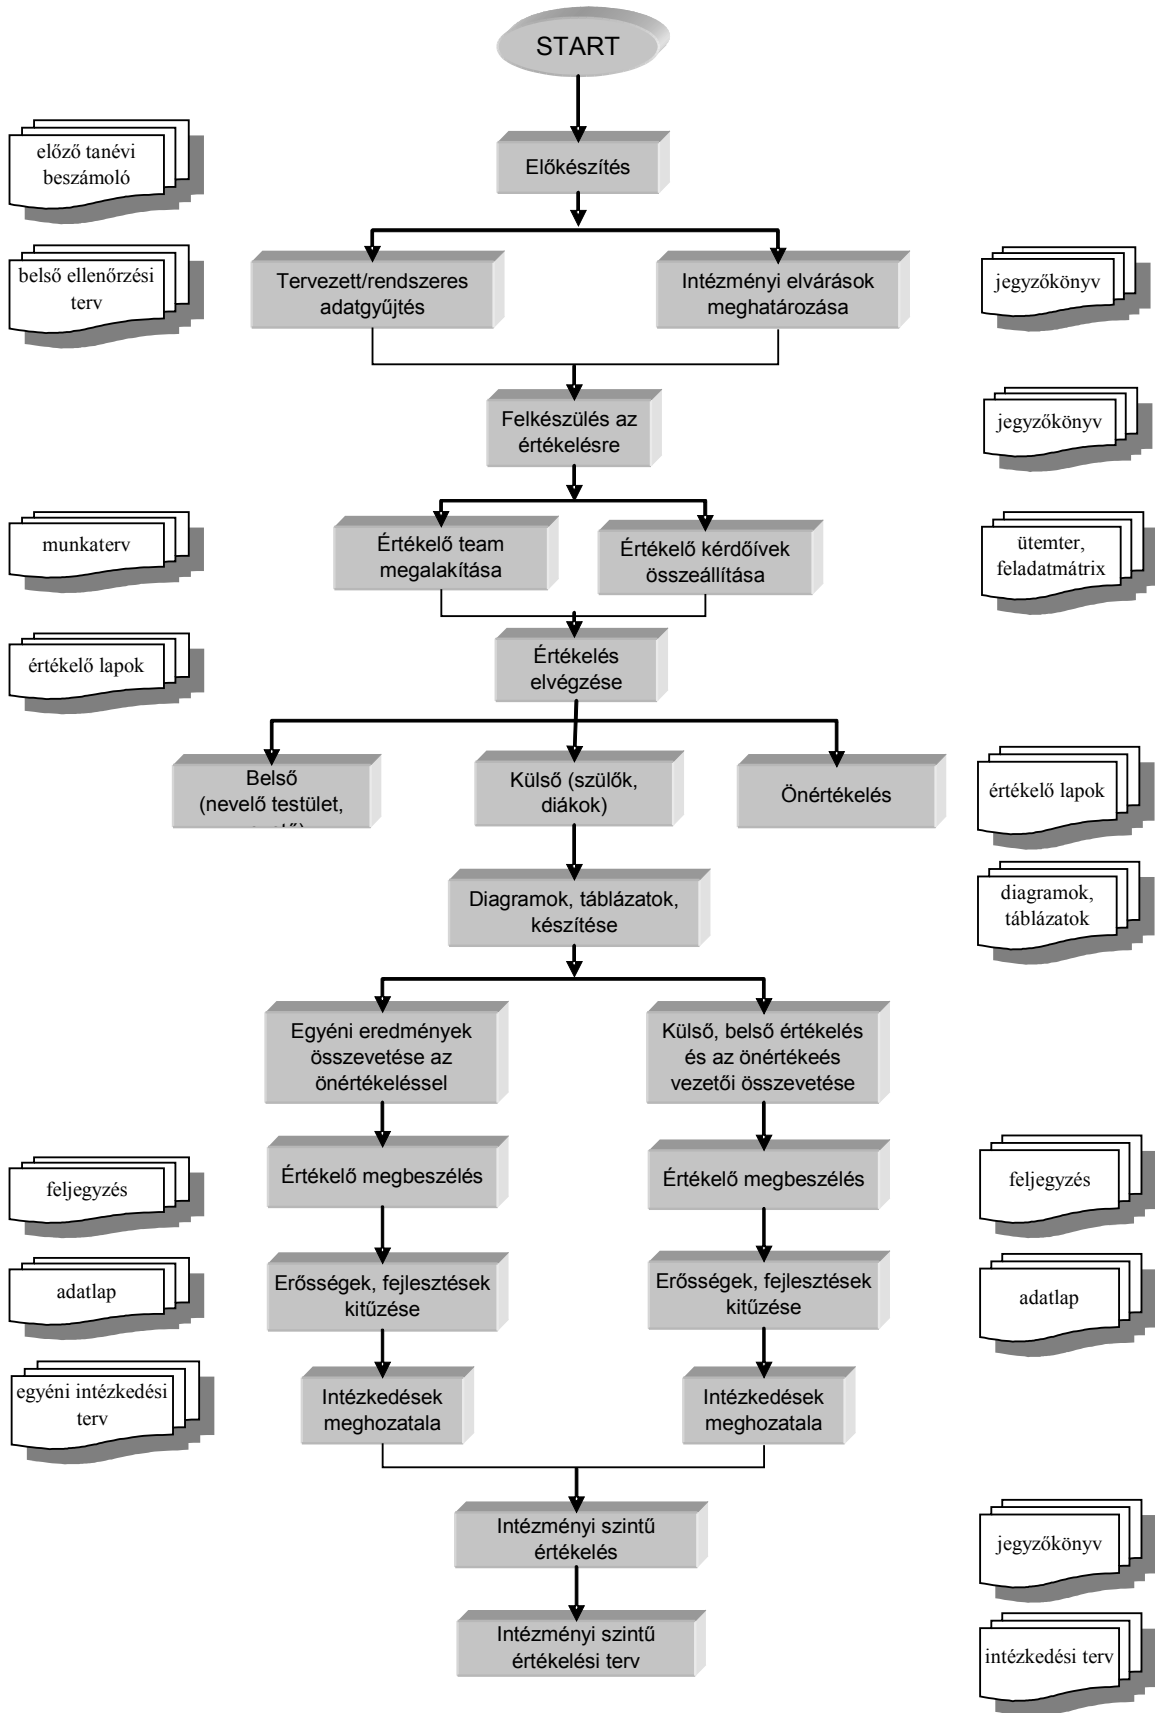 START
Előkészítés
előző tanévi
beszámoló
belső ellenőrzési
terv
Tervezett/rendszeres
adatgyűjtés
Intézményi elvárások
meghatározása
jegyzőkönyv
Felkészülés az
értékelésre
jegyzőkönyv
munkaterv
Értékelő team
megalakítása
Értékelő kérdőívek
összeállítása
ütemter,
feladatmátrix
értékelő lapok
Értékelés
elvégzése
Belső
(nevelő testület,
Külső (szülők,
diákok)
Önértékelés
értékelő lapok
Diagramok, táblázatok,
készítése
diagramok,
táblázatok
Egyéni eredmények
összevetése az
önértékeléssel
Külső, belső értékelés
és az önértékeés
vezetői összevetése
feljegyzés
Értékelő megbeszélés
Értékelő megbeszélés
feljegyzés
adatlap
Erősségek, fejlesztések
kitűzése
Erősségek, fejlesztések
kitűzése
adatlap
egyéni intézkedési
terv
Intézkedések
meghozatala
Intézkedések
meghozatala
Intézményi szintű
értékelés
jegyzőkönyv
Intézményi szintű
értékelési terv
intézkedési terv